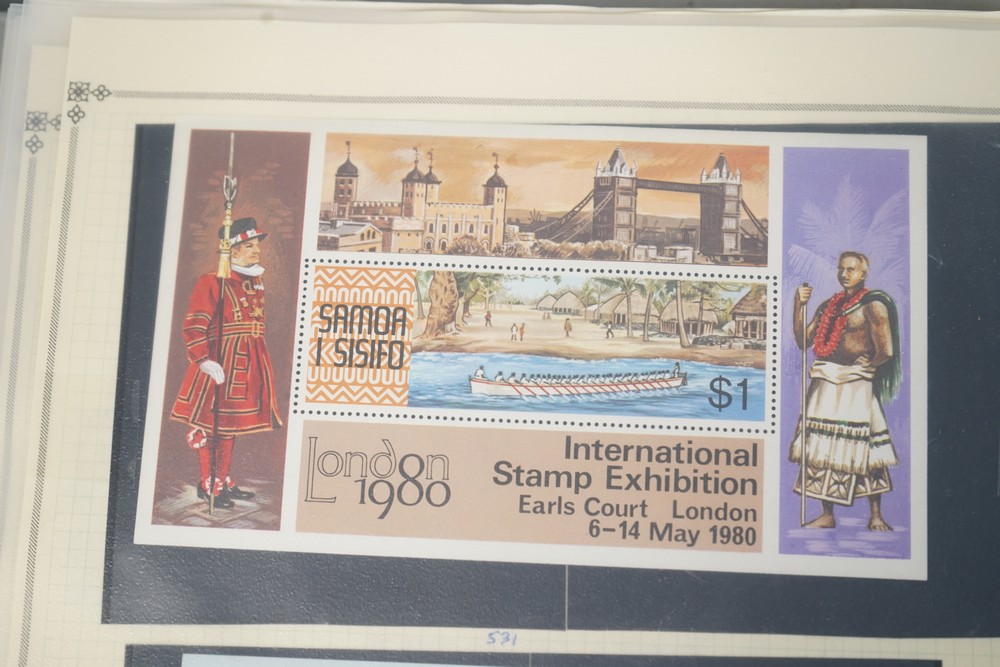 SAMOA
I SISIFO
$1
London
1980
International
Stamp Exhibition
Earls Court London
6-14 May 1980
531